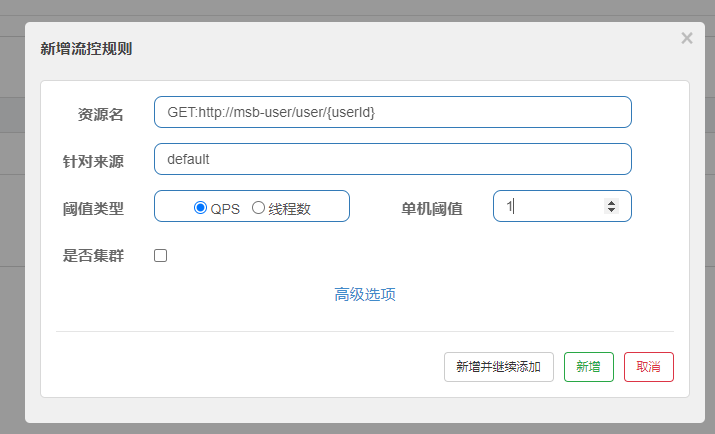 新增流控规则
×
资源名 GET:http://msb-user/user/{userId}
针对来源 default
阈值类型 QPS 线程数 单机阈值 1
是否集群
高级选项
新增并继续添加 新增 取消